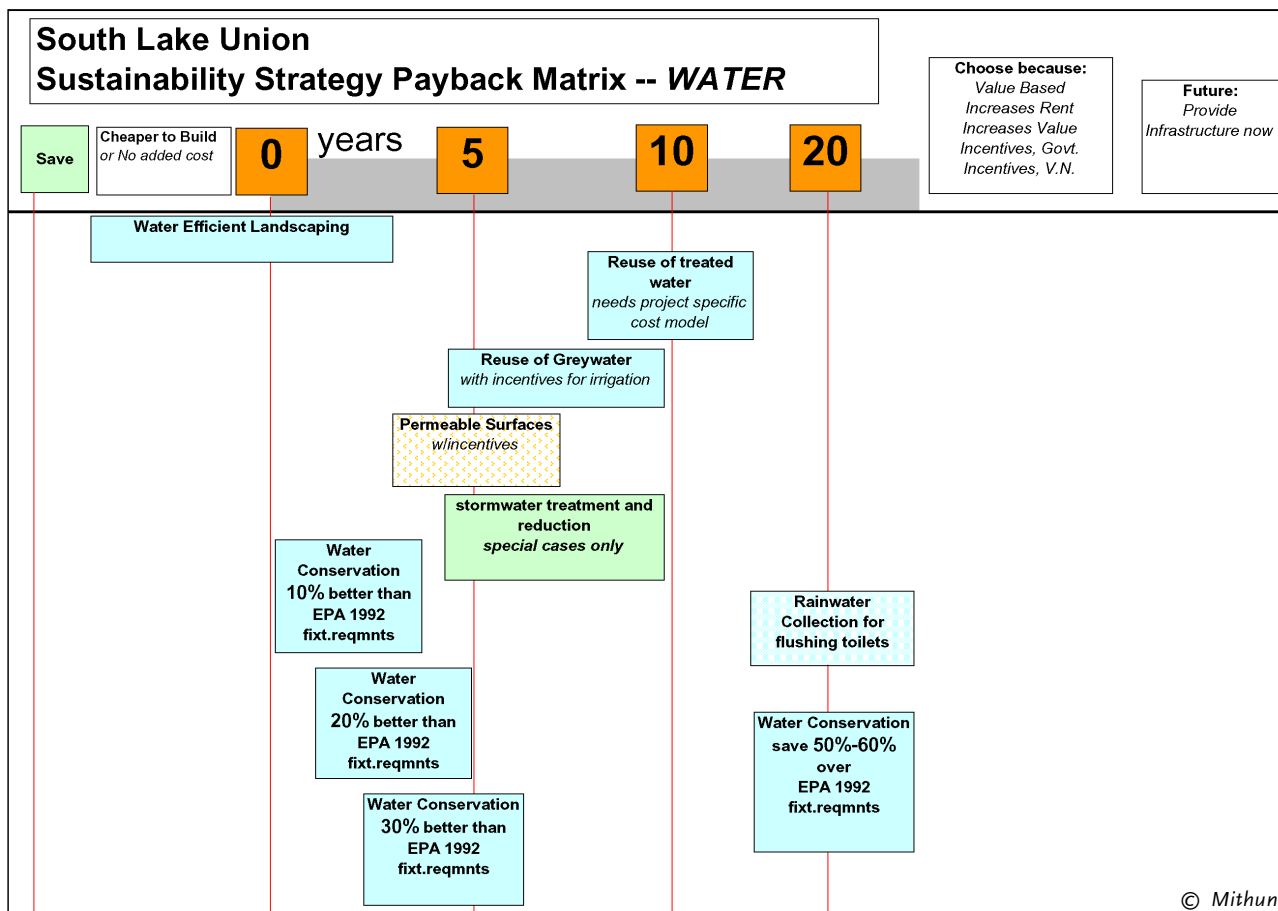 South Lake Union
Sustainability Strategy Payback Matrix -- WATER
Choose because:
Value Based
Increases Rent
Increases Value
Incentives, Govt.
Incentives, V.N.
Future:
Provide
Infrastructure now
Save
Cheaper to Build
or No added cost
0
years
5
10
20
Water Efficient Landscaping
Reuse of treated
water
needs project specific
cost model
Reuse of Greywater
with incentives for irrigation
Permeable Surfaces
w/incentives
stormwater treatment and
reduction
special cases only
Water
Conservation
10% better than
EPA 1992
fixt.reqmnts
Rainwater
Collection for
flushing toilets
Water
Conservation
20% better than
EPA 1992
fixt.reqmnts
Water Conservation
save 50%-60%
over
EPA 1992
fixt.reqmnts
Water Conservation
30% better than
EPA 1992
fixt.reqmnts
© Mithun